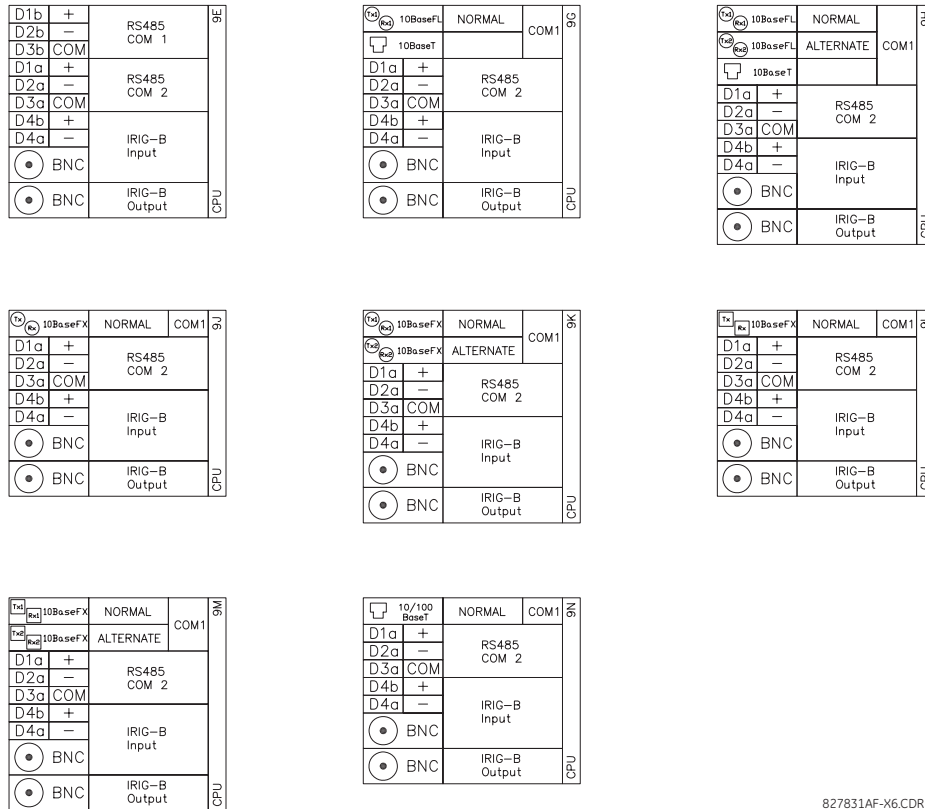 D1b + RS485 COM 1 9E
D2b −
D3b COM
D1a + RS485 COM 2
D2a −
D3a COM
D4b + IRIG−B Input
D4a −
BNC
BNC IRIG−B Output CPU
Tx1 Rx1 10BaseFL NORMAL COM1 9G
10BaseT
D1a + RS485 COM 2
D2a −
D3a COM
D4b + IRIG−B Input
D4a −
BNC
BNC IRIG−B Output CPU
Tx1 Rx1 10BaseFL NORMAL COM1
Tx2 Rx2 10BaseFL ALTERNATE
10BaseT
D1a + RS485 COM 2
D2a −
D3a COM
D4b + IRIG−B Input
D4a −
BNC
BNC IRIG−B Output
Tx Rx 10BaseFX NORMAL COM1 9J
D1a + RS485 COM 2
D2a −
D3a COM
D4b + IRIG−B Input
D4a −
BNC
BNC IRIG−B Output CPU
Tx1 Rx1 10BaseFX NORMAL COM1 9K
Tx2 Rx2 10BaseFX ALTERNATE
D1a + RS485 COM 2
D2a −
D3a COM
D4b + IRIG−B Input
D4a −
BNC
BNC IRIG−B Output CPU
Tx Rx 10BaseFX NORMAL COM1
D1a + RS485 COM 2
D2a −
D3a COM
D4b + IRIG−B Input
D4a −
BNC
BNC IRIG−B Output
Tx1 Rx1 10BaseFX NORMAL COM1 9M
Tx2 Rx2 10BaseFX ALTERNATE
D1a + RS485 COM 2
D2a −
D3a COM
D4b + IRIG−B Input
D4a −
BNC
BNC IRIG−B Output CPU
10/100 BaseT NORMAL COM1 9N
D1a + RS485 COM 2
D2a −
D3a COM
D4b + IRIG−B Input
D4a −
BNC
BNC IRIG−B Output CPU
827831AF-X6.CDR